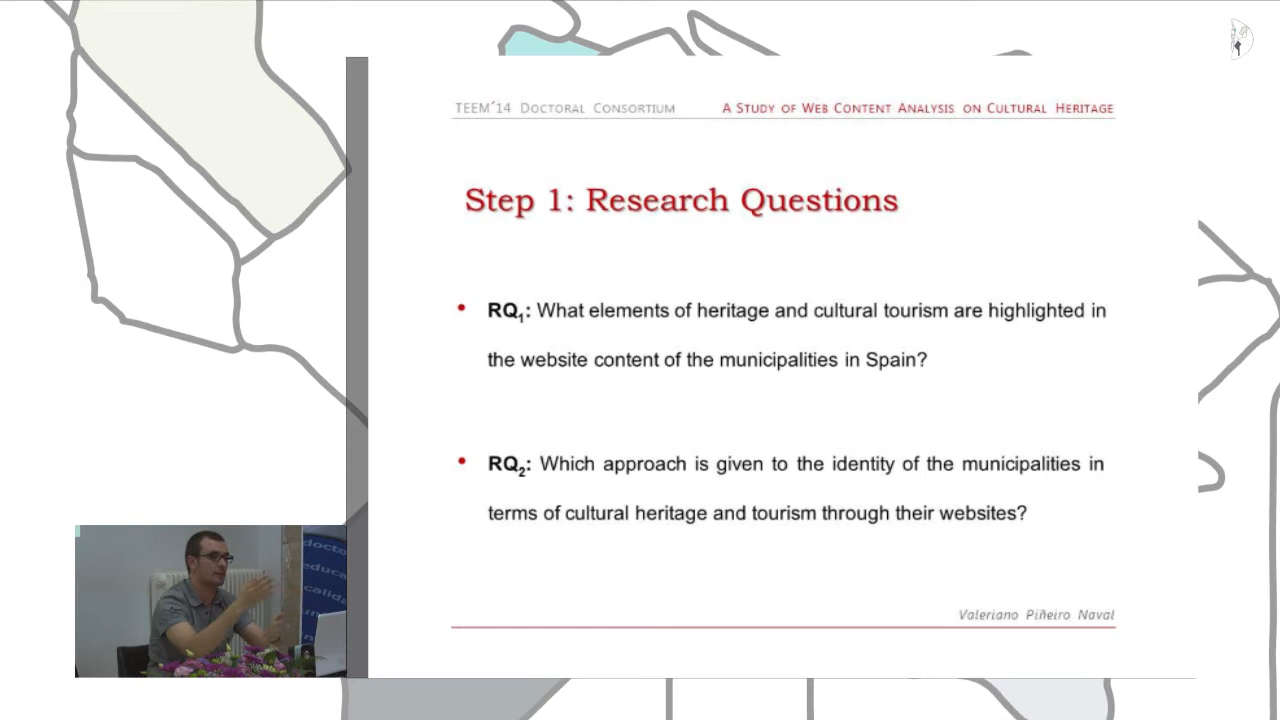 TEEM´14 Doctoral Consortium
A Study of Web Content Analysis on Cultural Heritage
Step 1: Research Questions
• RQ1: What elements of heritage and cultural tourism are highlighted in
the website content of the municipalities in Spain?
• RQ2: Which approach is given to the identity of the municipalities in
terms of cultural heritage and tourism through their websites?
Valeriano Piñeiro Naval
docto
educa
calida